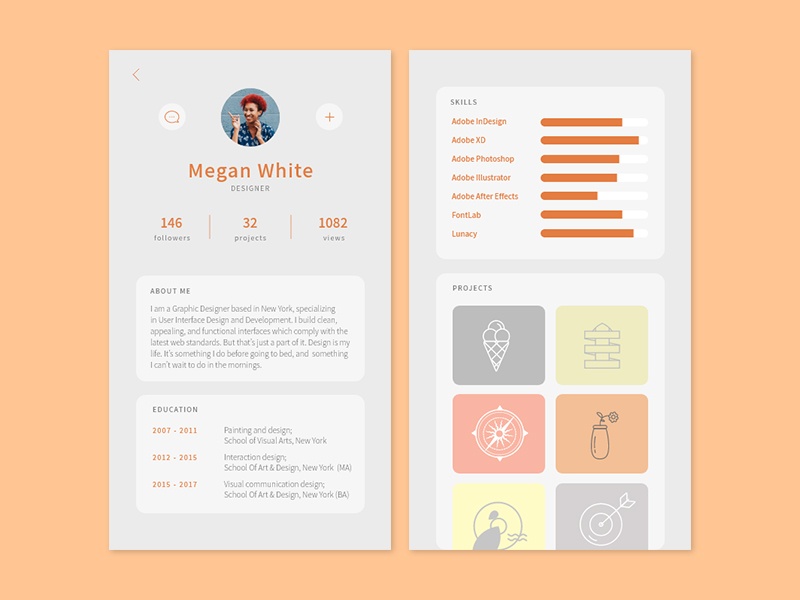 Megan White
DESIGNER
146
followers
32
projects
1082
views
ABOUT ME
I am a Graphic Designer based in New York, specializing
in User Interface Design and Development. I build clean,
appealing, and functional interfaces which comply with the
latest web standards. But that's just a part of it. Design is my
life. It's something I do before going to bed, and something
I can't wait to do in the mornings.
EDUCATION
2007 - 2011
Painting and design;
School of Visual Arts, New York
2012 - 2015
Interaction design;
School Of Art & Design, New York (MA)
2015 - 2017
Visual communication design;
School Of Art & Design, New York (BA)
SKILLS
Adobe InDesign
Adobe XD
Adobe Photoshop
Adobe Illustrator
Adobe After Effects
FontLab
Lunacy
PROJECTS